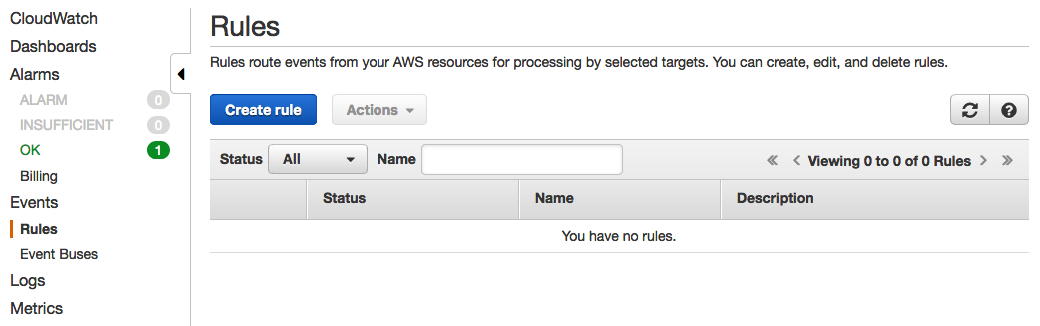 CloudWatch
Dashboards
Alarms
ALARM 0
INSUFFICIENT 0
OK 1
Billing
Events
Rules
Event Buses
Logs
Metrics
Rules
Rules route events from your AWS resources for processing by selected targets. You can create, edit, and delete rules.
Create rule Actions ?
Status All Name « < Viewing 0 to 0 of 0 Rules > »
Status Name Description
You have no rules.